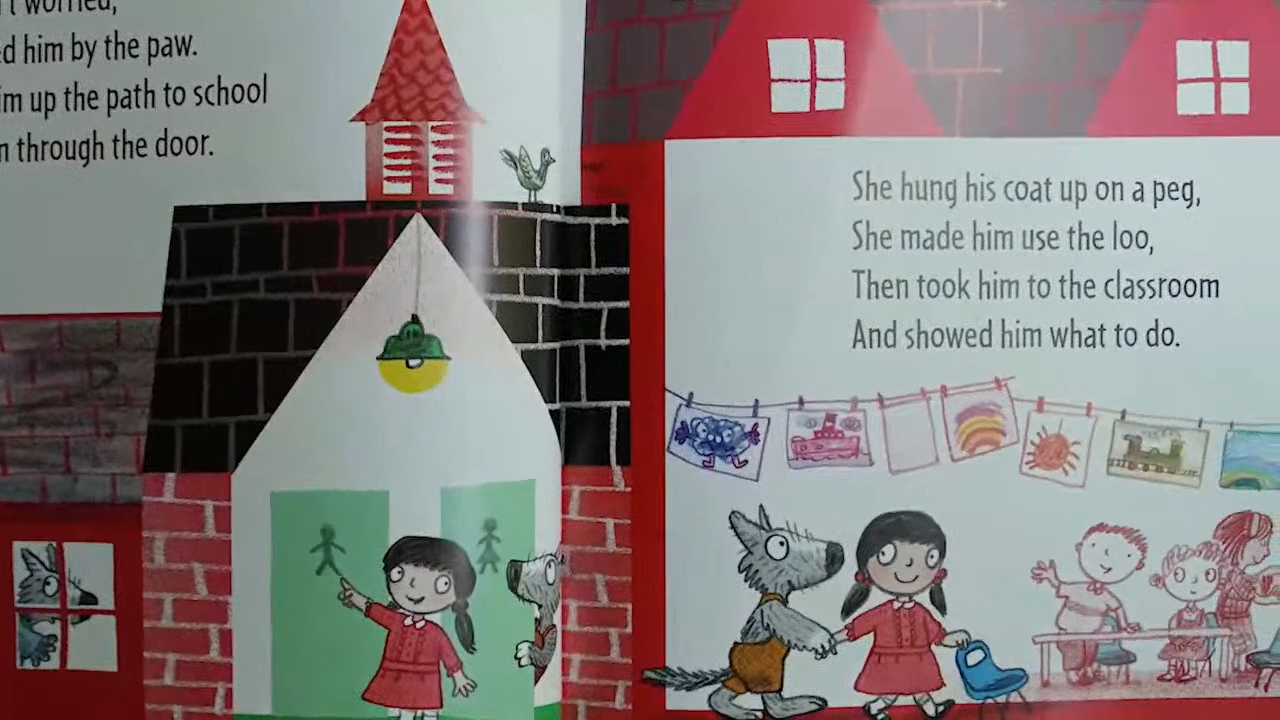 worried,
him by the paw.
up the path to school
through the door.
She hung his coat up on a peg,
She made him use the loo,
Then took him to the classroom
And showed him what to do.